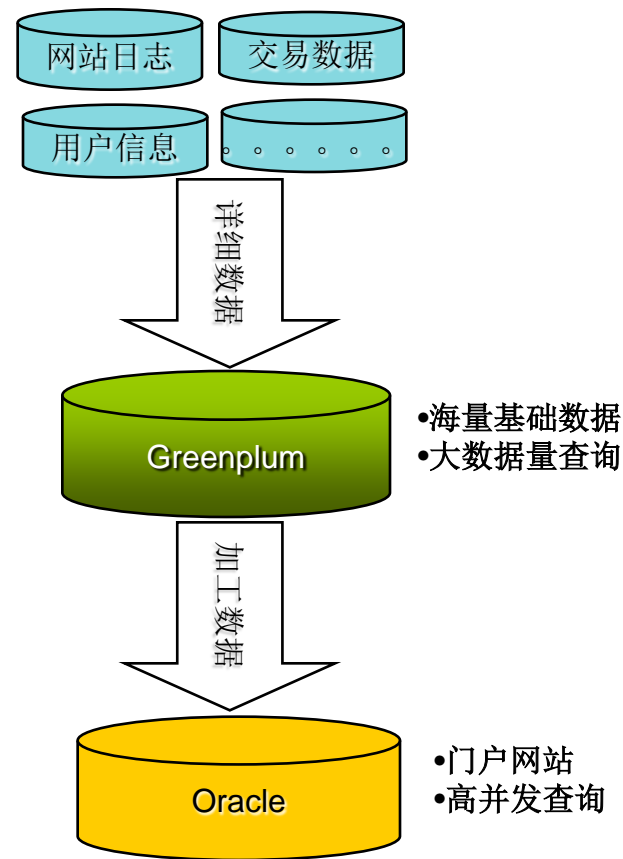 网站日志
交易数据
用户信息
。。。。。。
详细数据
Greenplum
•海量基础数据
•大数据量查询
加工数据
Oracle
•门户网站
•高并发查询